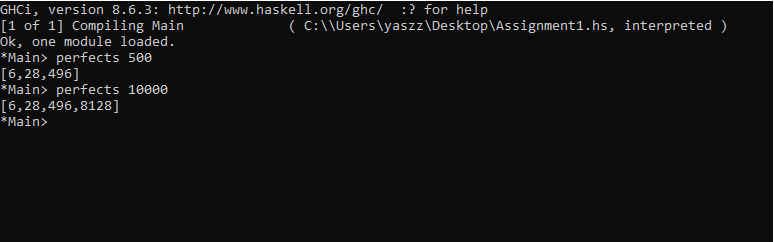 GHCi, version 8.6.3: http://www.haskell.org/ghc/  :? for help
[1 of 1] Compiling Main             ( C:\\Users\yaszz\Desktop\Assignment1.hs, interpreted )
Ok, one module loaded.
*Main> perfects 500
[6,28,496]
*Main> perfects 10000
[6,28,496,8128]
*Main>